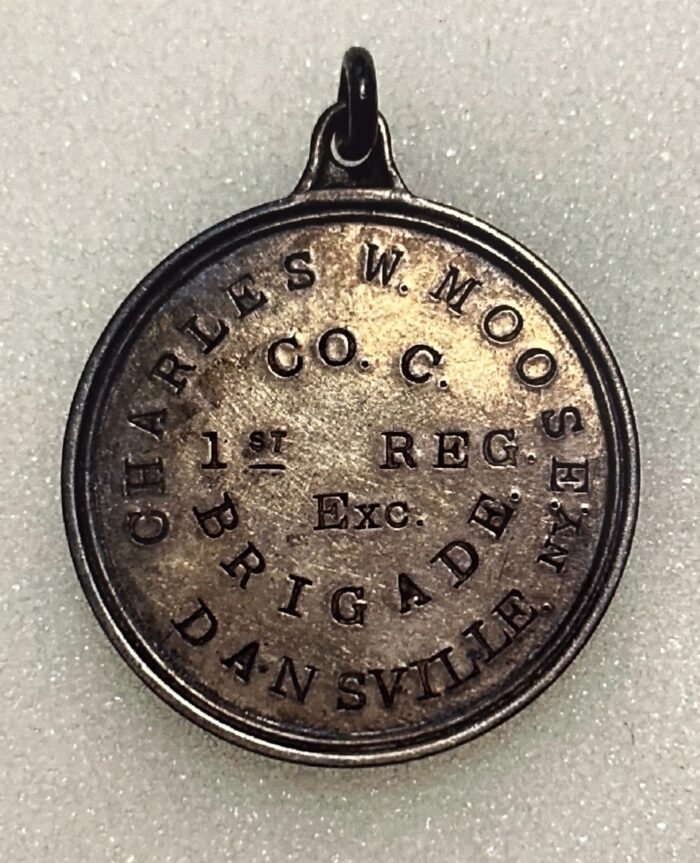 CHARLES W. MOOSE.
CO. C.
1ST REG.
Exc.
BRIGADE.
DANSVILLE, N.Y.